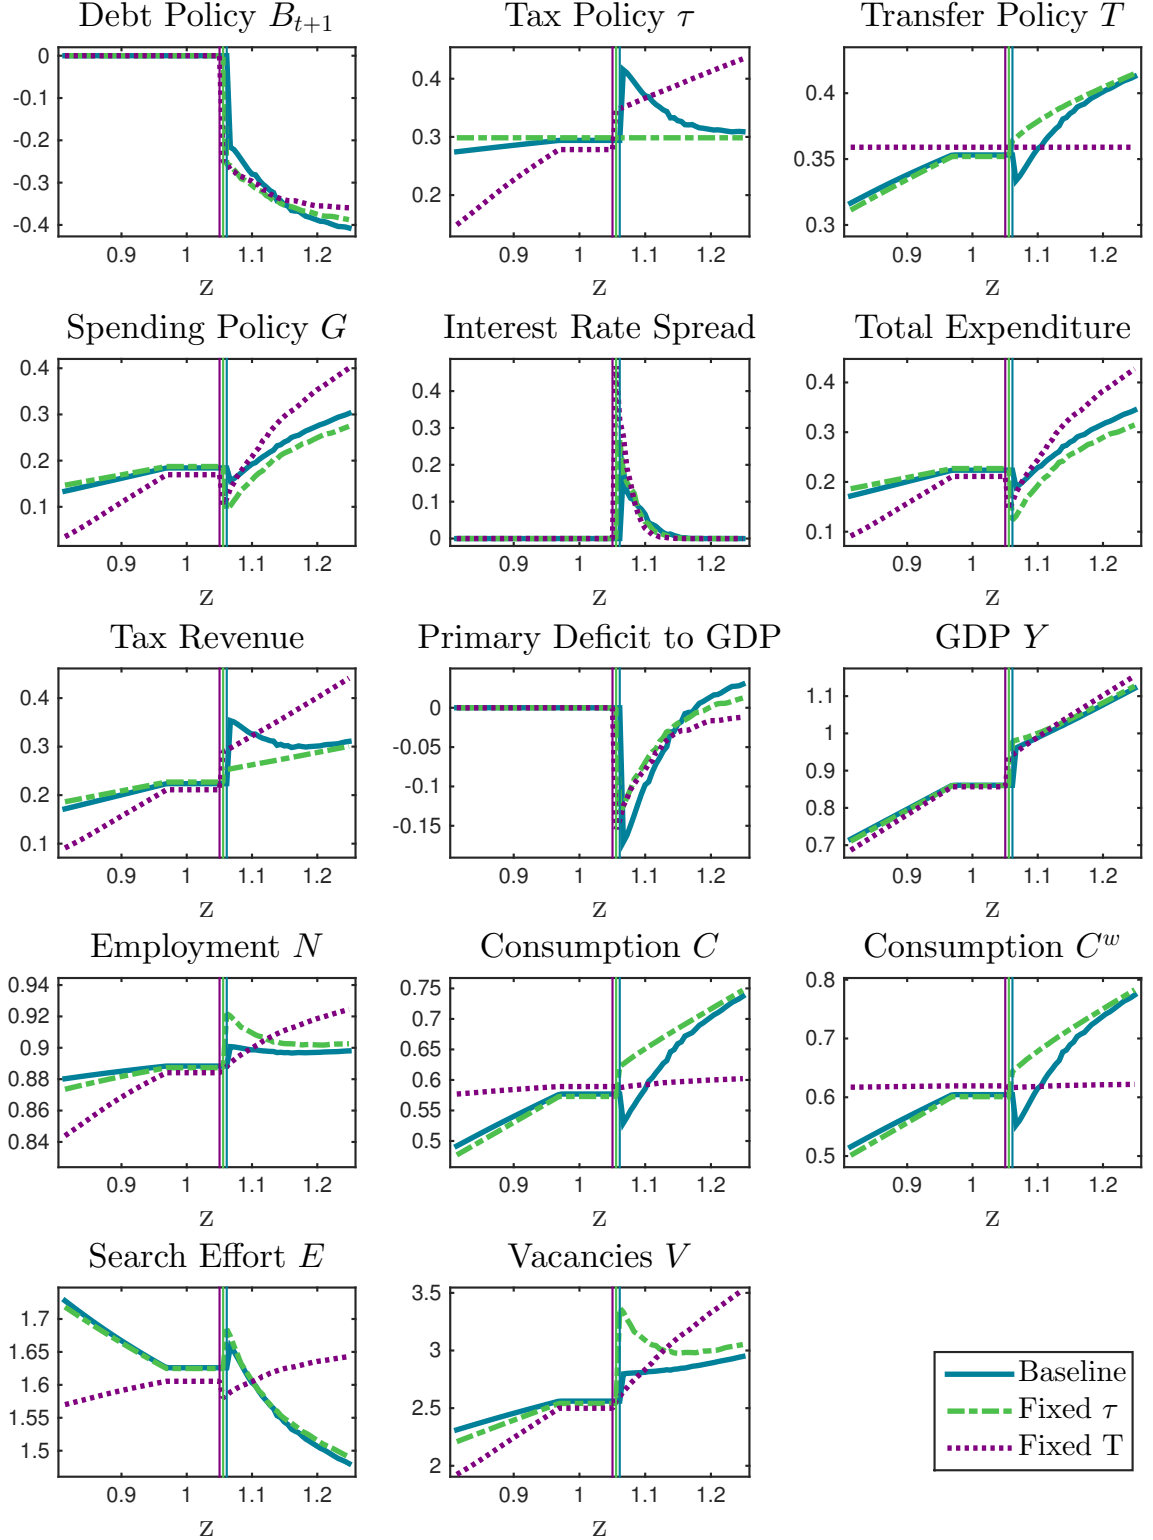 Debt Policy B_{t+1}
0
-0.1
-0.2
-0.3
-0.4
0.9 1 1.1 1.2
z
Tax Policy τ
0.4
0.3
0.2
0.9 1 1.1 1.2
z
Transfer Policy T
0.4
0.35
0.3
0.9 1 1.1 1.2
z
Spending Policy G
0.4
0.3
0.2
0.1
0.9 1 1.1 1.2
z
Interest Rate Spread
0.4
0.3
0.2
0.1
0
0.9 1 1.1 1.2
z
Total Expenditure
0.4
0.3
0.2
0.1
0.9 1 1.1 1.2
z
Tax Revenue
0.4
0.3
0.2
0.1
0.9 1 1.1 1.2
z
Primary Deficit to GDP
0
-0.05
-0.1
-0.15
0.9 1 1.1 1.2
z
GDP Y
1.1
1
0.9
0.8
0.7
0.9 1 1.1 1.2
z
Employment N
0.94
0.92
0.9
0.88
0.86
0.84
0.9 1 1.1 1.2
z
Consumption C
0.75
0.7
0.65
0.6
0.55
0.5
0.9 1 1.1 1.2
z
Consumption C^w
0.8
0.7
0.6
0.5
0.9 1 1.1 1.2
z
Search Effort E
1.7
1.65
1.6
1.55
1.5
0.9 1 1.1 1.2
z
Vacancies V
3.5
3
2.5
2
0.9 1 1.1 1.2
z
Baseline
Fixed τ
Fixed T